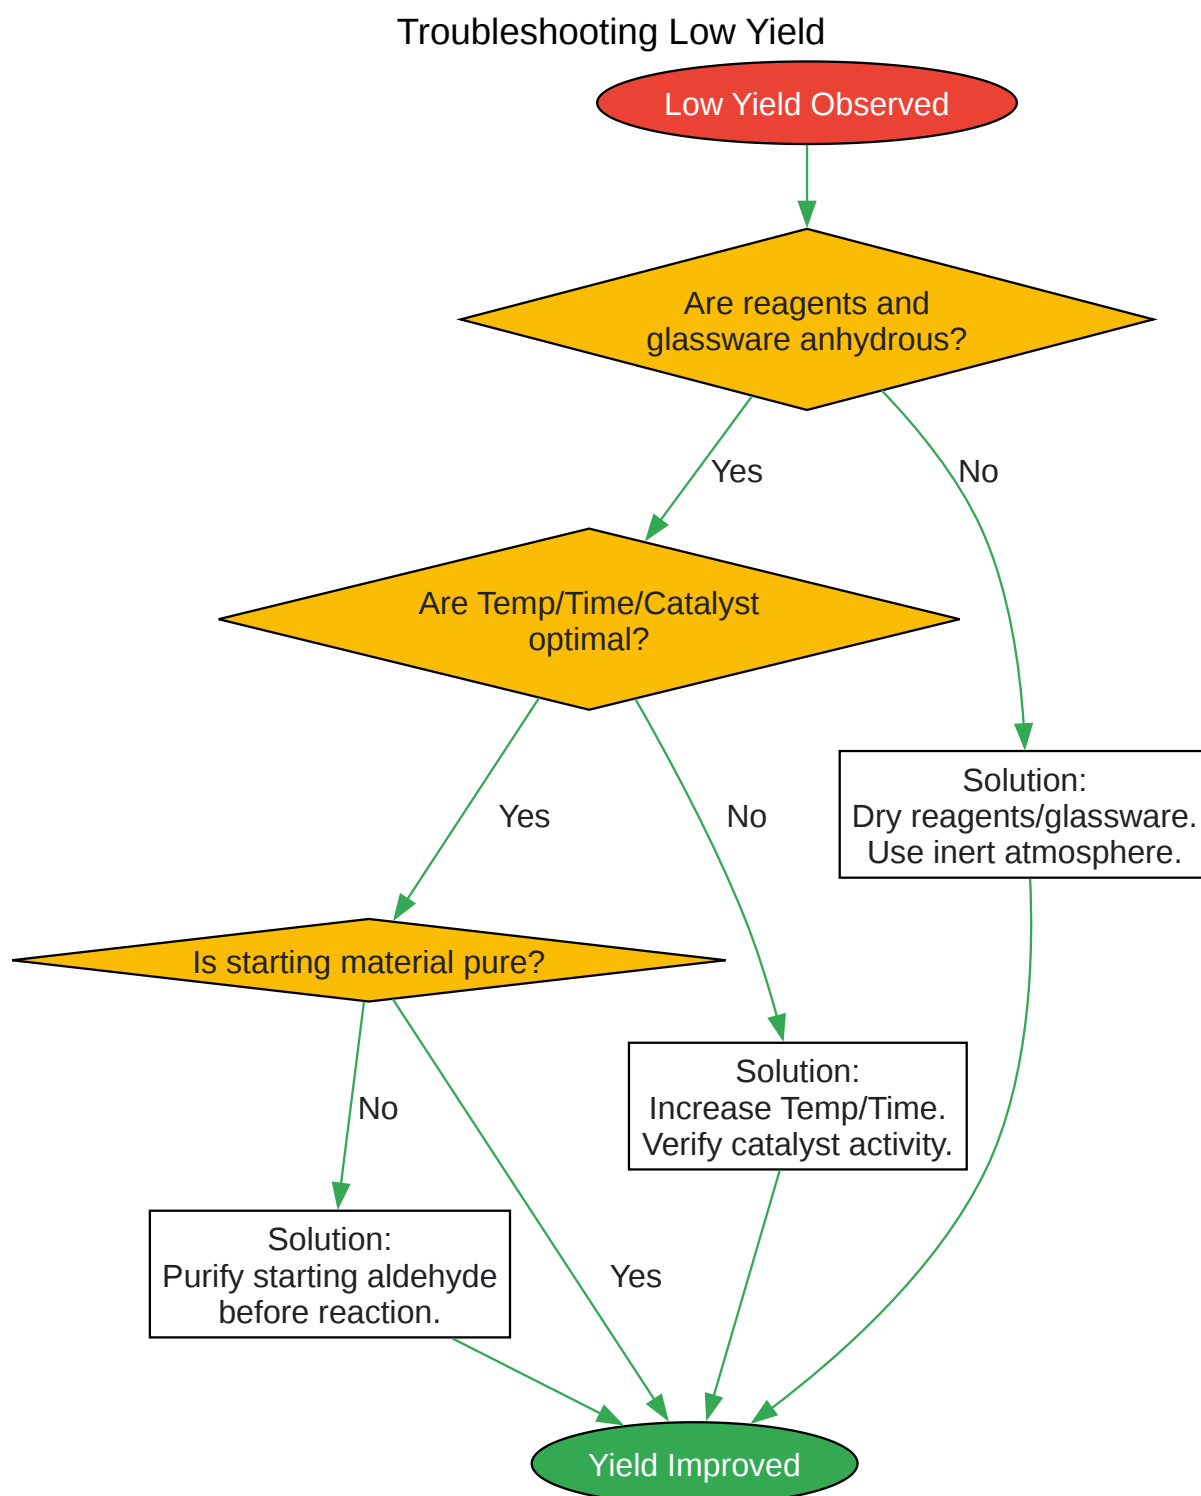 Troubleshooting Low Yield
Low Yield Observed
Are reagents and
glassware anhydrous?
Yes
No
Are Temp/Time/Catalyst
optimal?
Yes
No
Solution:
Dry reagents/glassware.
Use inert atmosphere.
Is starting material pure?
Solution:
Increase Temp/Time.
Verify catalyst activity.
No
Yes
Solution:
Purify starting aldehyde
before reaction.
Yield Improved